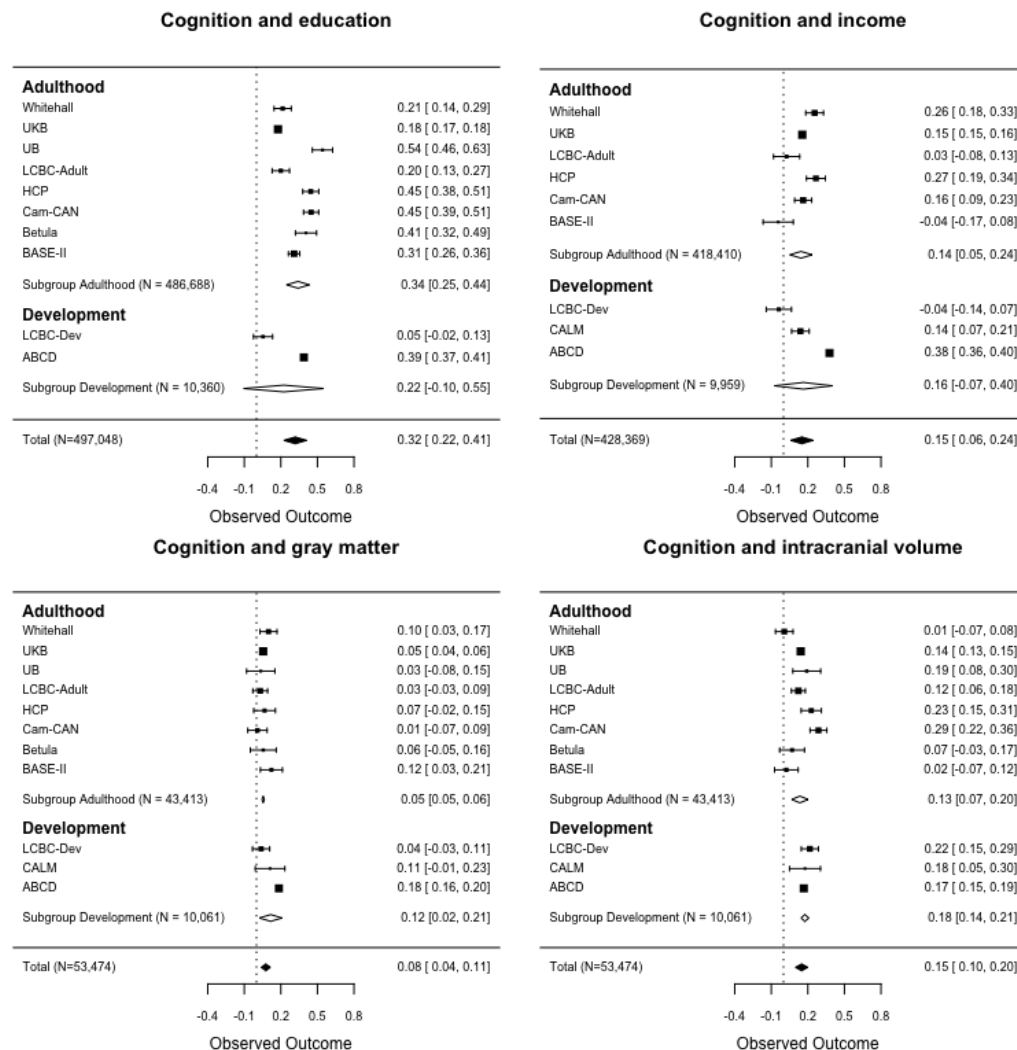 Cognition and education
Adulthood
Whitehall 0.21 [ 0.14, 0.29]
UKB 0.18 [ 0.17, 0.18]
UB 0.54 [ 0.46, 0.63]
LCBC-Adult 0.20 [ 0.13, 0.27]
HCP 0.45 [ 0.38, 0.51]
Cam-CAN 0.45 [ 0.39, 0.51]
Betula 0.41 [ 0.32, 0.49]
BASE-II 0.31 [ 0.26, 0.36]
Subgroup Adulthood (N = 486,688) 0.34 [0.25, 0.44]
Development
LCBC-Dev 0.05 [-0.02, 0.13]
ABCD 0.39 [ 0.37, 0.41]
Subgroup Development (N = 10,360) 0.22 [-0.10, 0.55]
Total (N=497,048) 0.32 [ 0.22, 0.41]
-0.4 -0.1 0.2 0.5 0.8
Observed Outcome
Cognition and income
Adulthood
Whitehall 0.26 [ 0.18, 0.33]
UKB 0.15 [ 0.15, 0.16]
LCBC-Adult 0.03 [-0.08, 0.13]
HCP 0.27 [ 0.19, 0.34]
Cam-CAN 0.16 [ 0.09, 0.23]
BASE-II -0.04 [-0.17, 0.08]
Subgroup Adulthood (N = 418,410) 0.14 [0.05, 0.24]
Development
LCBC-Dev -0.04 [-0.14, 0.07]
CALM 0.14 [ 0.07, 0.21]
ABCD 0.38 [ 0.36, 0.40]
Subgroup Development (N = 9,959) 0.16 [-0.07, 0.40]
Total (N=428,369) 0.15 [ 0.06, 0.24]
-0.4 -0.1 0.2 0.5 0.8
Observed Outcome
Cognition and gray matter
Adulthood
Whitehall 0.10 [ 0.03, 0.17]
UKB 0.05 [ 0.04, 0.06]
UB 0.03 [-0.08, 0.15]
LCBC-Adult 0.03 [-0.03, 0.09]
HCP 0.07 [-0.02, 0.15]
Cam-CAN 0.01 [-0.07, 0.09]
Betula 0.06 [-0.05, 0.16]
BASE-II 0.12 [ 0.03, 0.21]
Subgroup Adulthood (N = 43,413) 0.05 [0.05, 0.06]
Development
LCBC-Dev 0.04 [-0.03, 0.11]
CALM 0.11 [-0.01, 0.23]
ABCD 0.18 [ 0.16, 0.20]
Subgroup Development (N = 10,061) 0.12 [0.02, 0.21]
Total (N=53,474) 0.08 [ 0.04, 0.11]
-0.4 -0.1 0.2 0.5 0.8
Observed Outcome
Cognition and intracranial volume
Adulthood
Whitehall 0.01 [-0.07, 0.08]
UKB 0.14 [ 0.13, 0.15]
UB 0.19 [ 0.08, 0.30]
LCBC-Adult 0.12 [ 0.06, 0.18]
HCP 0.23 [ 0.15, 0.31]
Cam-CAN 0.29 [ 0.22, 0.36]
Betula 0.07 [-0.03, 0.17]
BASE-II 0.02 [-0.07, 0.12]
Subgroup Adulthood (N = 43,413) 0.13 [0.07, 0.20]
Development
LCBC-Dev 0.22 [ 0.15, 0.29]
CALM 0.18 [ 0.05, 0.30]
ABCD 0.17 [ 0.15, 0.19]
Subgroup Development (N = 10,061) 0.18 [0.14, 0.21]
Total (N=53,474) 0.15 [ 0.10, 0.20]
-0.4 -0.1 0.2 0.5 0.8
Observed Outcome